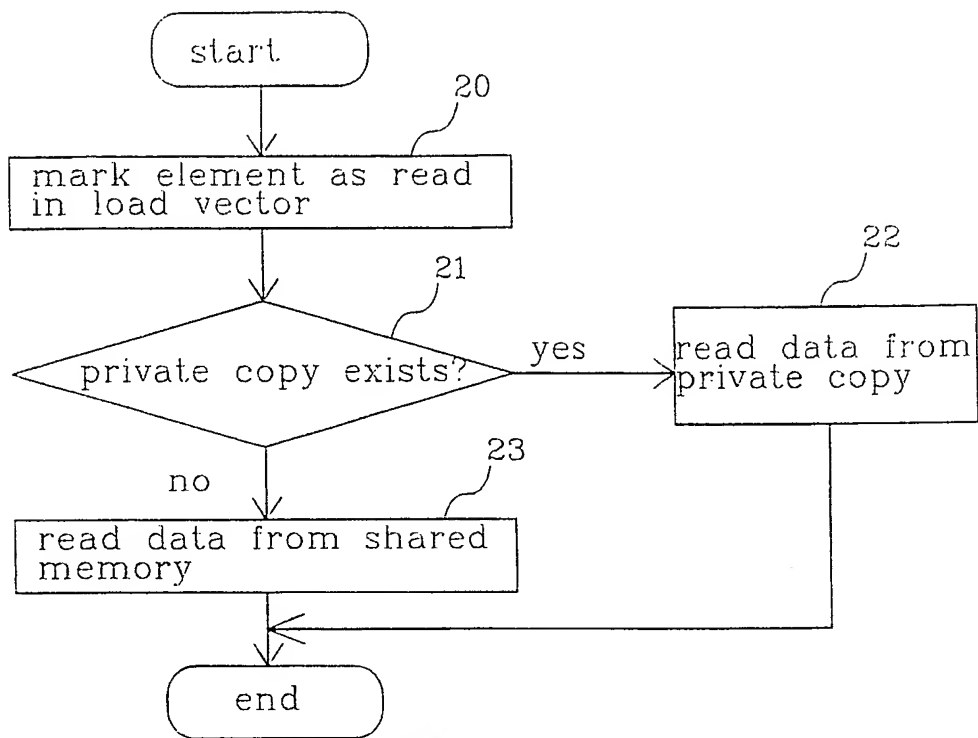 start
20
mark element as read
in load vector
21
private copy exists?
yes
22
read data from
private copy
no
23
read data from shared
memory
end